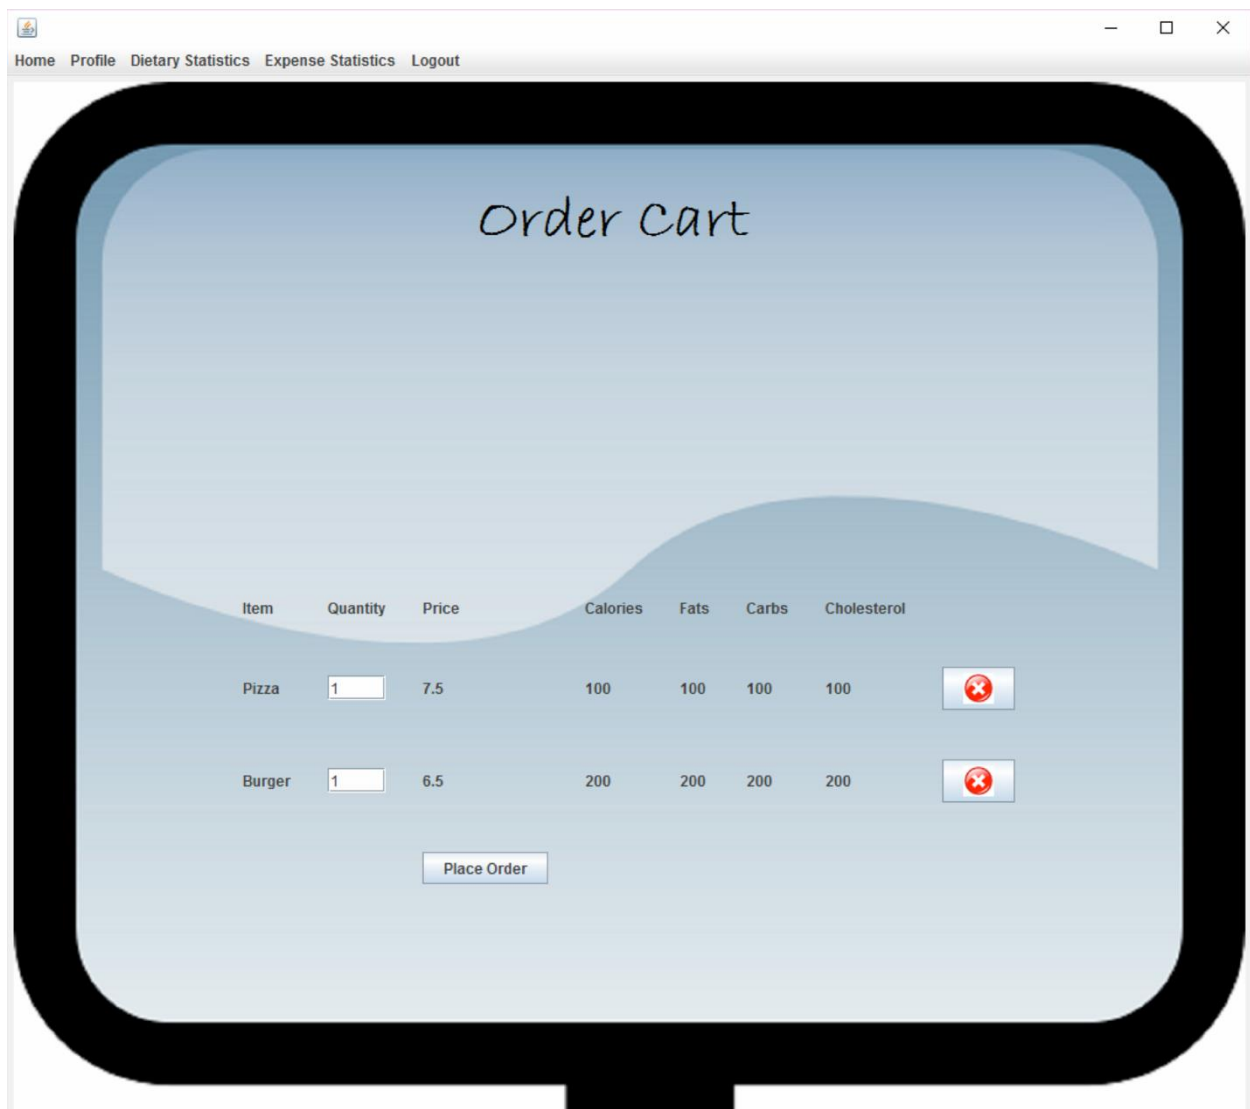 Home Profile Dietary Statistics Expense Statistics Logout
Order Cart
Item Quantity Price Calories Fats Carbs Cholesterol
Pizza 1 7.5 100 100 100 100
Burger 1 6.5 200 200 200 200
Place Order